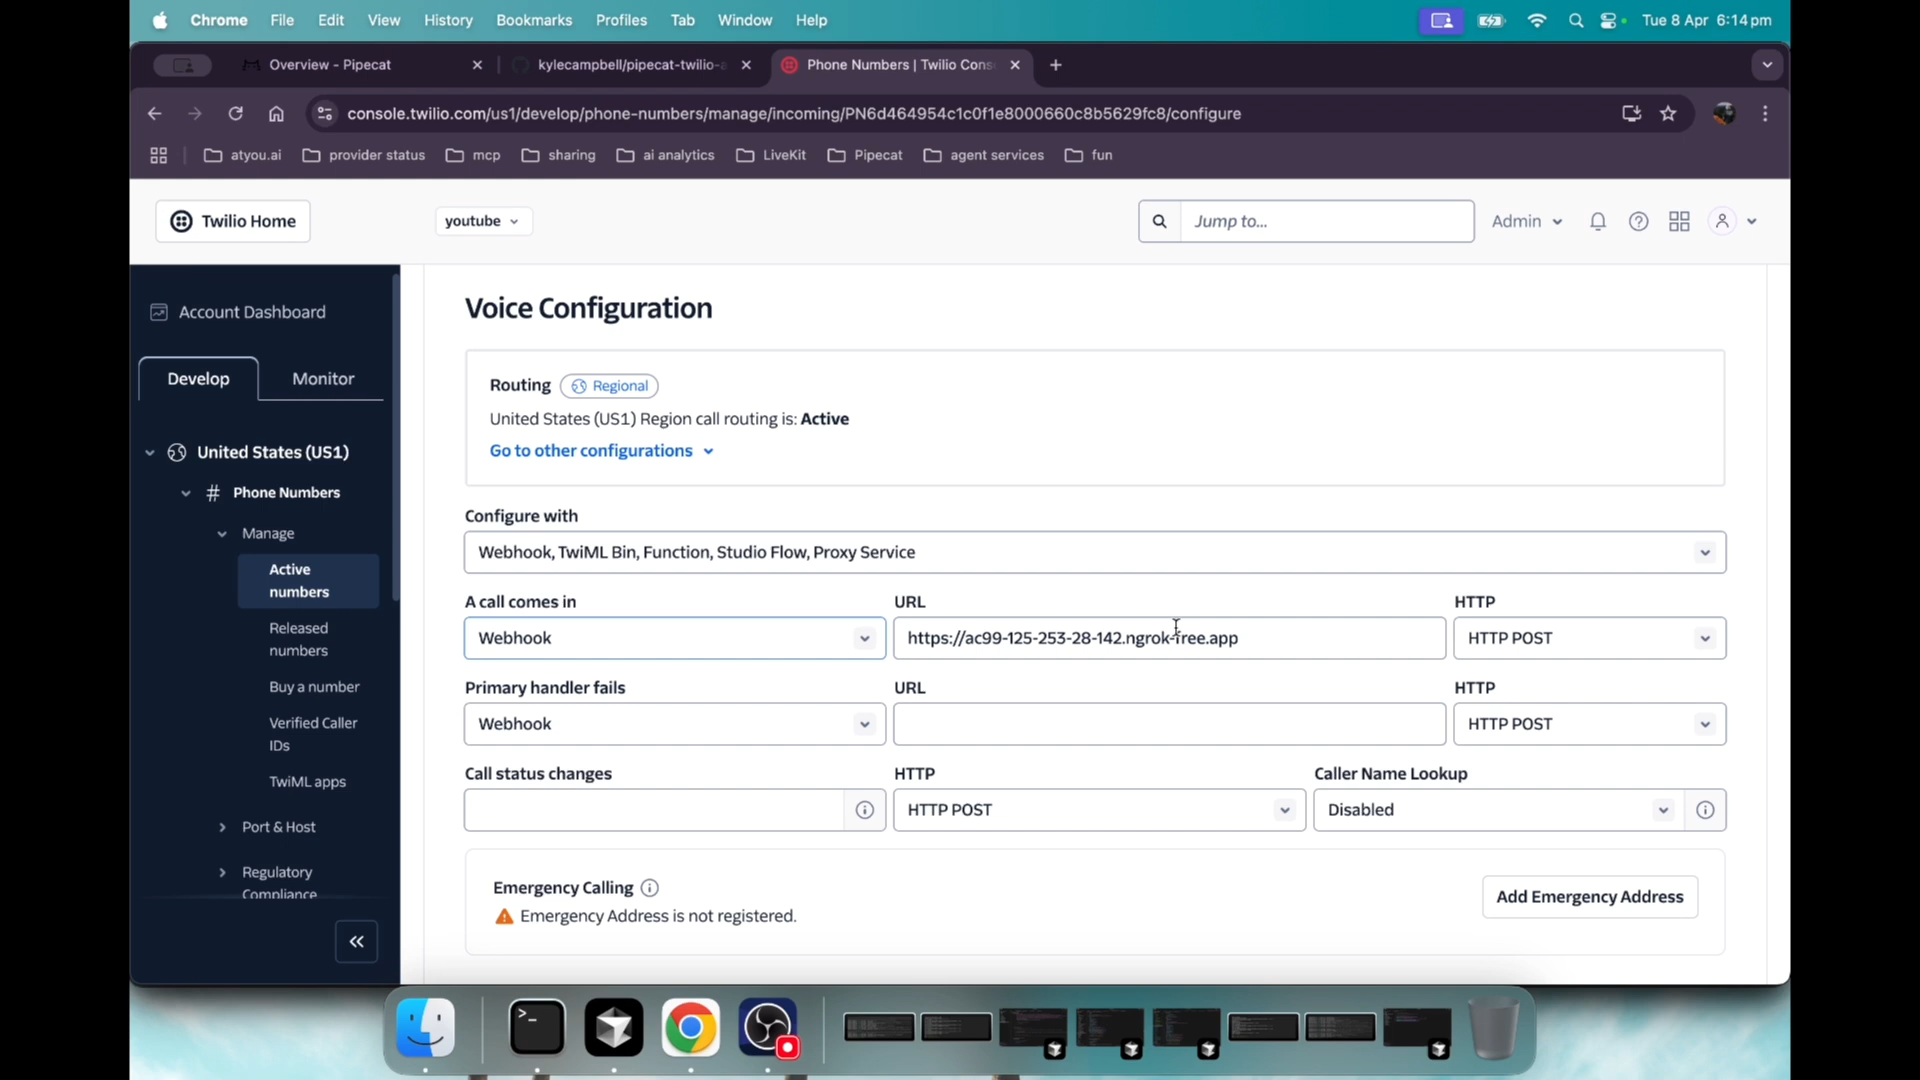 Chrome File Edit View History Bookmarks Profiles Tab Window Help Tue 8 Apr 6:14 pm
Overview - Pipecat
kylecampbell/pipecat-twilio-a
Phone Numbers | Twilio Cons
console.twilio.com/us1/develop/phone-numbers/manage/incoming/PN6d464954c1c0f1e8000660c8b5629fc8/configure
atyou.ai provider status mcp sharing ai analytics LiveKit Pipecat agent services fun
Twilio Home
youtube
Jump to...
Admin
Account Dashboard
Develop
Monitor
United States (US1)
# Phone Numbers
Manage
Active
numbers
Released
numbers
Buy a number
Verified Caller
IDs
TwiML apps
Port & Host
Regulatory
Compliance
Voice Configuration
Routing Regional
United States (US1) Region call routing is: Active
Go to other configurations
Configure with
Webhook, TwiML Bin, Function, Studio Flow, Proxy Service
A call comes in URL HTTP
Webhook https://ac99-125-253-28-142.ngrok-free.app HTTP POST
Primary handler fails URL HTTP
Webhook HTTP POST
Call status changes HTTP Caller Name Lookup
HTTP POST Disabled
Emergency Calling
Emergency Address is not registered.
Add Emergency Address